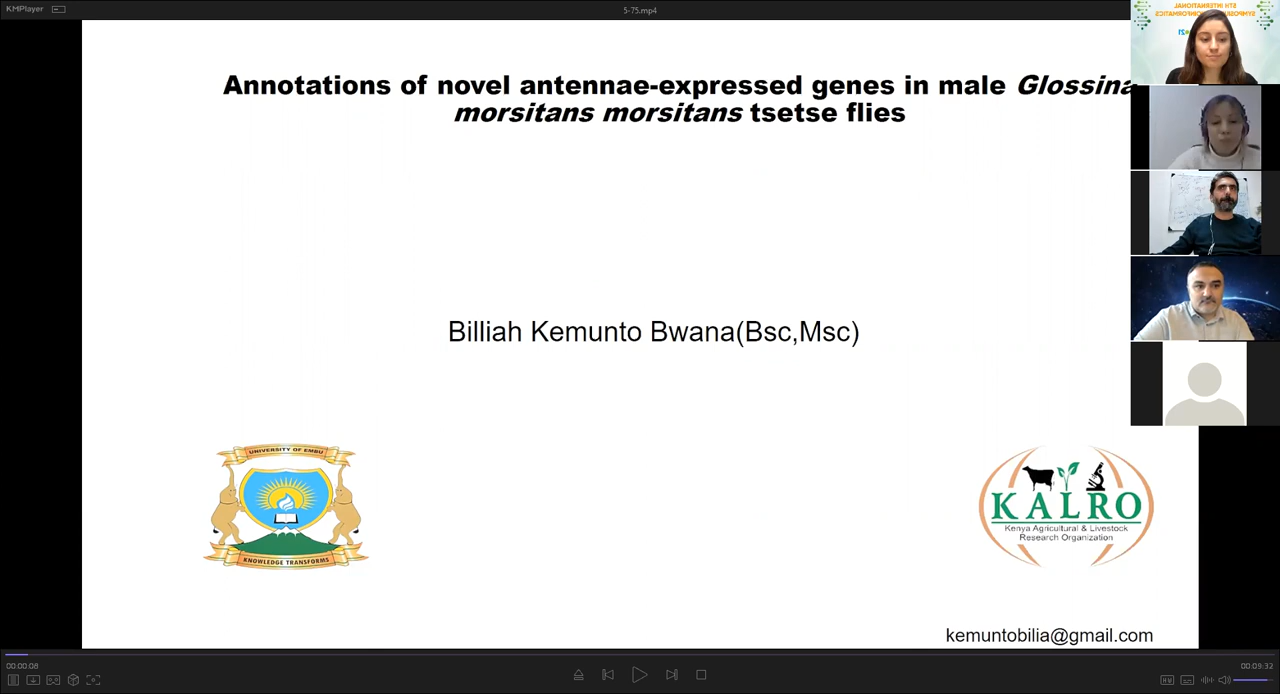 KMPlayer
5-75.mp4
5TH INTERNATIONAL
Annotations of novel antennae-expressed genes in male Glossina
morsitans morsitans tsetse flies
Billiah Kemunto Bwana(Bsc,Msc)
UNIVERSITY OF EMBU
KNOWLEDGE TRANSFORMS
KALRO
Kenya Agricultural & Livestock
Research Organization
kemuntobilia@gmail.com
00:00:08
00:09:32